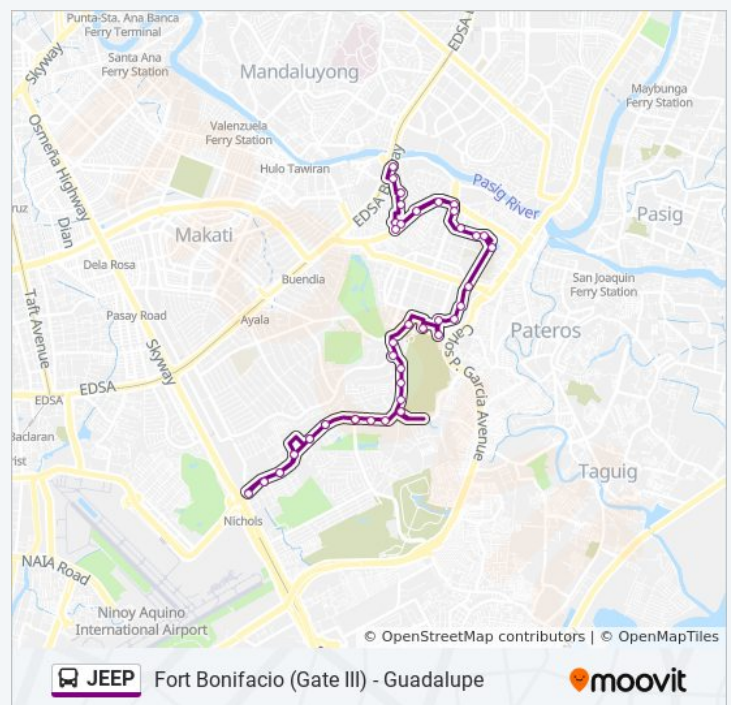 Punta-Sta. Ana Banca
Ferry Terminal
EDSA
Skyway
Santa Ana
Ferry Station
Mandaluyong
Maybunga
Ferry Station
Valenzuela
Ferry Station
Osmeña Highway
Hulo Tawiran
EDSA
Pasig River
Pasig
ruz
Dian
Makati
Dela Rosa
Buendia
San Joaquin
Ferry Station
Taft Avenue
Pasay Road
Ayala
Pateros
Skyway
Carlos P. Garcia Avenue
EDSA
EDSA
Baclaran
rist
Taguig
Nichols
NAIA Road
Ninoy Aquino
International Airport
© OpenStreetMap contributors | © OpenMapTiles
JEEP Fort Bonifacio (Gate III) - Guadalupe moovit